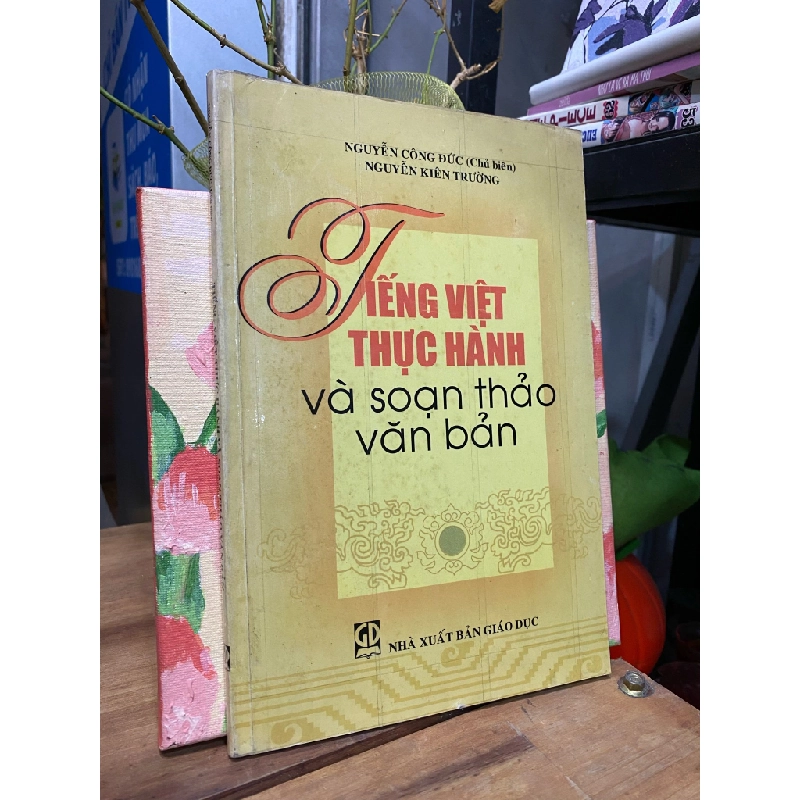 NGUYỄN CÔNG ĐỨC (Chủ biên)
NGUYỄN KIÊN TRƯỜNG
TIẾNG VIỆT
THỰC HÀNH
và soạn thảo
văn bản
GD
NHÀ XUẤT BẢN GIÁO DỤC